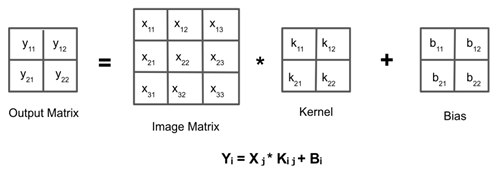 y11 y12
y21 y22
Output Matrix
=
x11 x12 x13
x21 x22 x23
x31 x32 x33
Image Matrix
*
k11 k12
k21 k22
Kernel
+
b11 b12
b21 b22
Bias
Yi = Xj * Kij + Bi